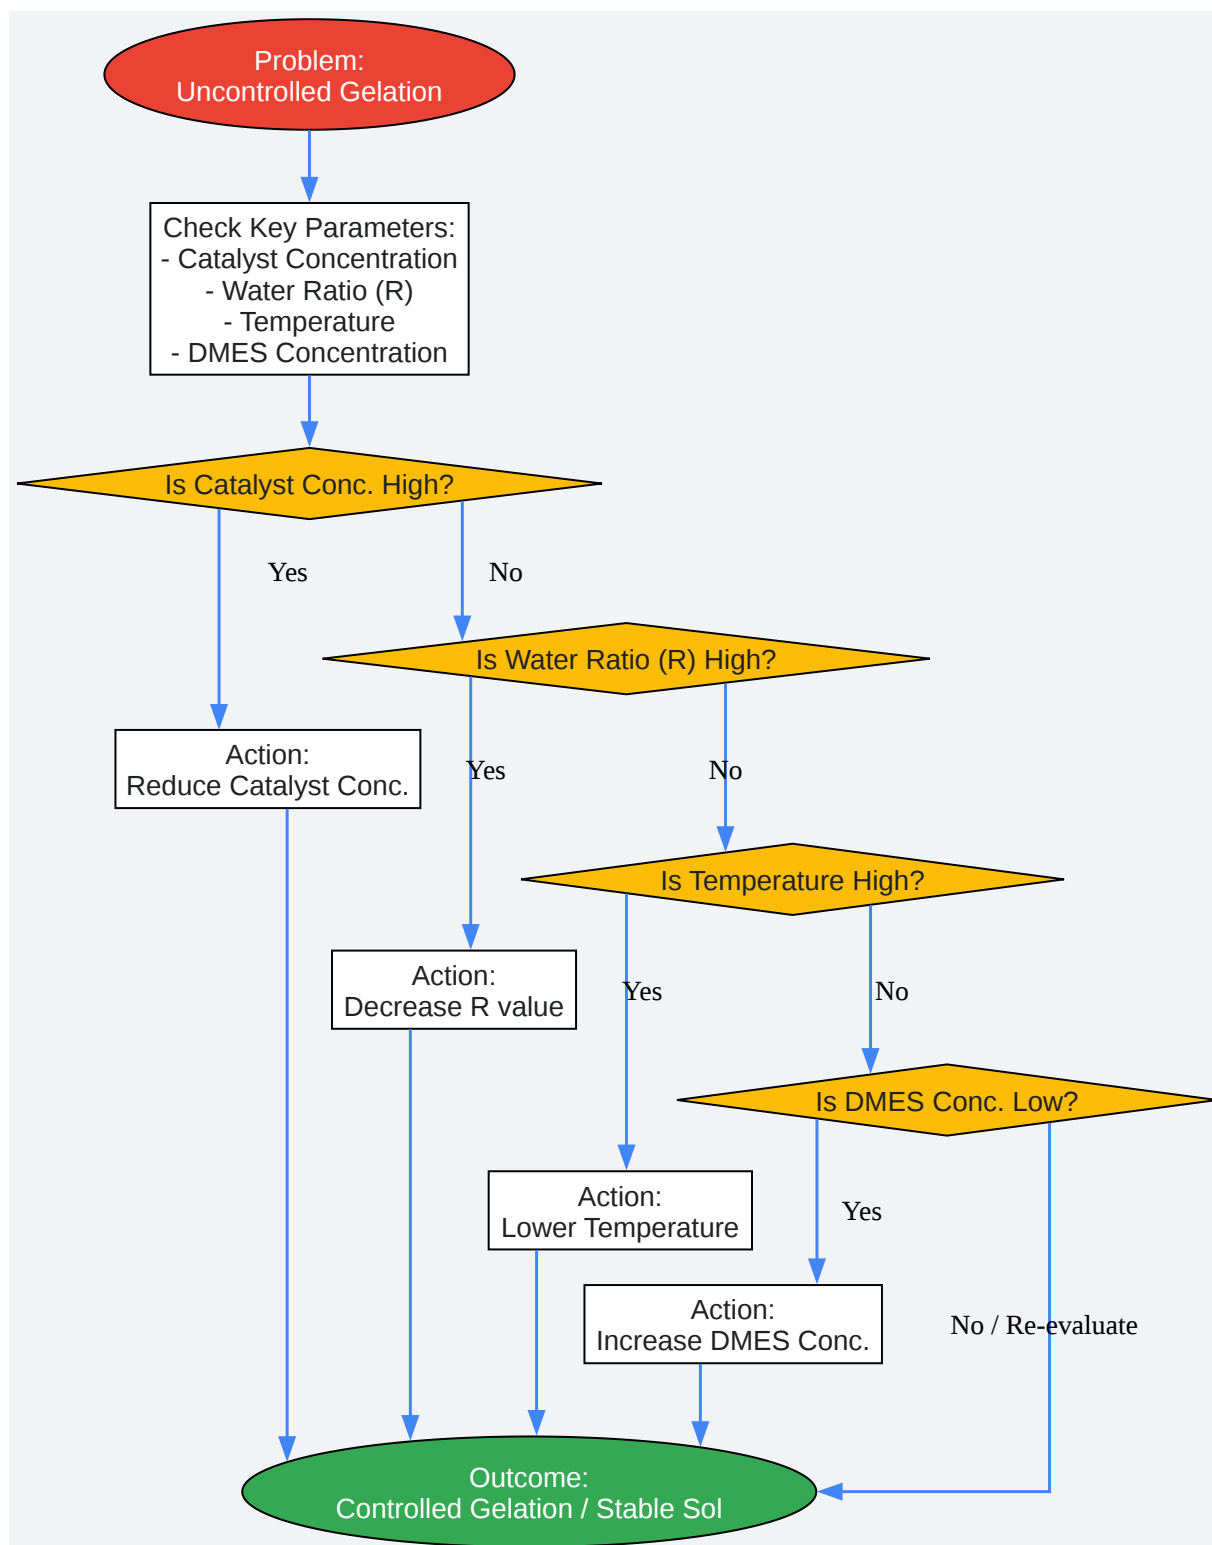 Problem:
Uncontrolled Gelation
Check Key Parameters:
- Catalyst Concentration
- Water Ratio (R)
- Temperature
- DMES Concentration
Is Catalyst Conc. High?
Yes
No
Is Water Ratio (R) High?
Action:
Reduce Catalyst Conc.
Yes
No
Is Temperature High?
Action:
Decrease R value
Yes
No
Is DMES Conc. Low?
Action:
Lower Temperature
Yes
Action:
Increase DMES Conc.
No / Re-evaluate
Outcome:
Controlled Gelation / Stable Sol